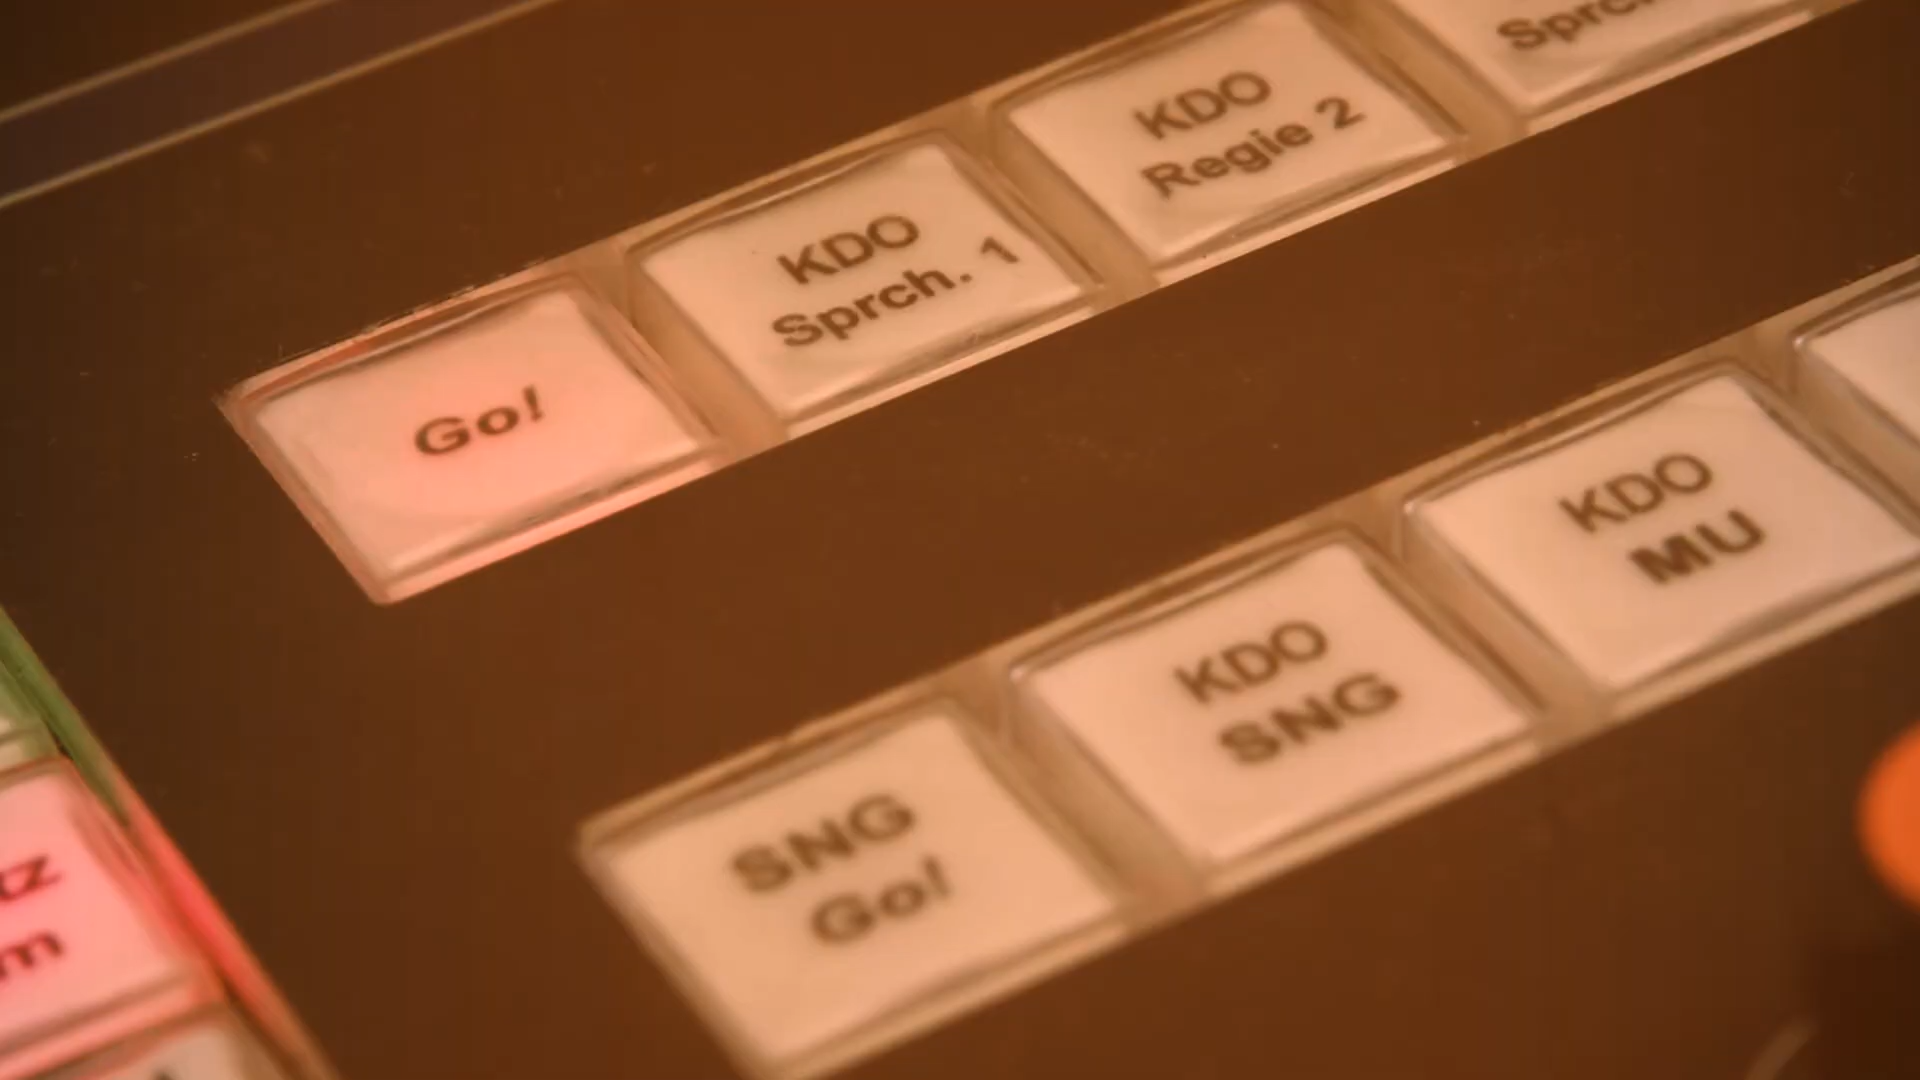 Go!
KDO
Sprch. 1
KDO
Regie 2
SNG
Go!
KDO
SNG
KDO
MU